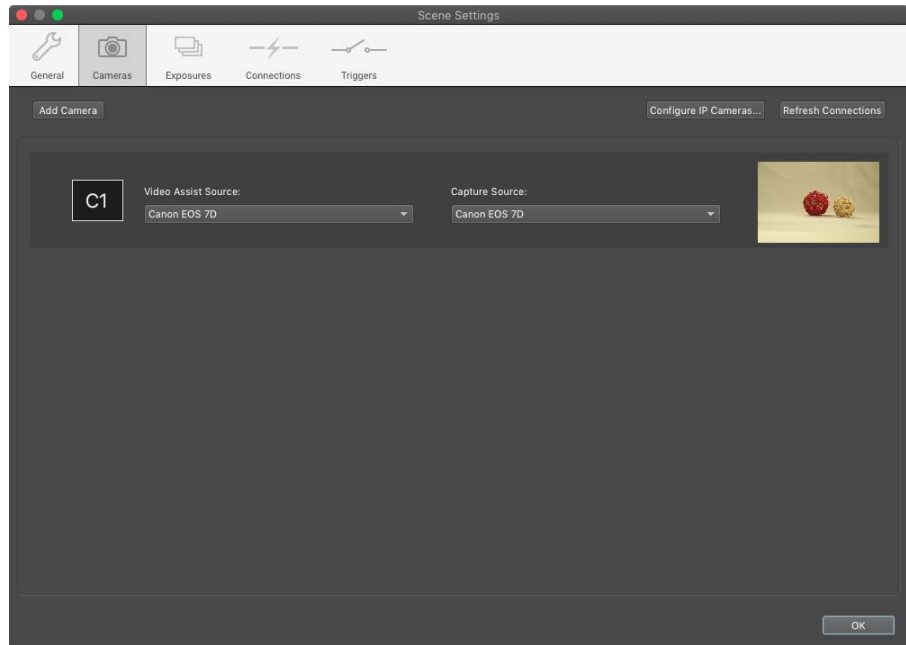 Scene Settings
General Cameras Exposures Connections Triggers
Add Camera Configure IP Cameras... Refresh Connections
C1
Video Assist Source: Capture Source:
Canon EOS 7D Canon EOS 7D
OK